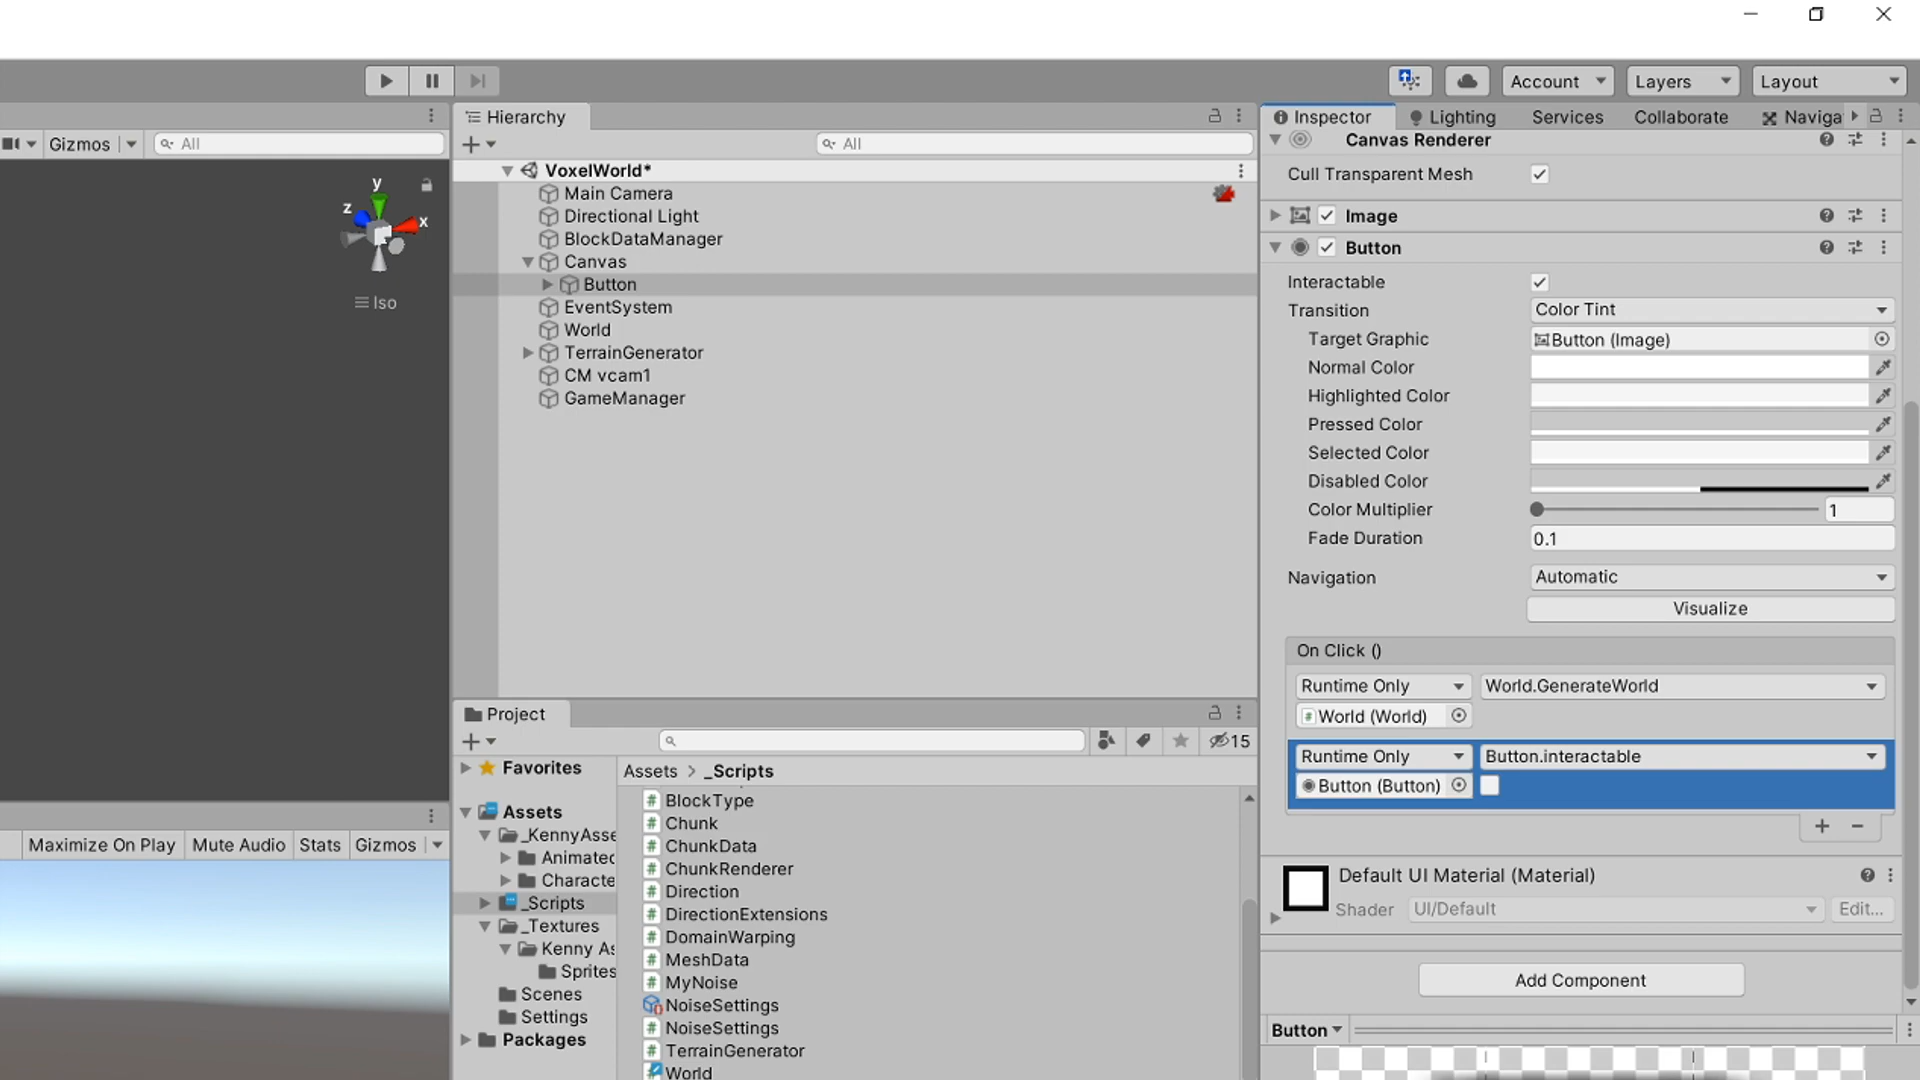 Account
Layers
Layout
Hierarchy
Inspector
Lighting
Services
Collaborate
Naviga
Gizmos
All
All
Canvas Renderer
Cull Transparent Mesh
y
z
x
Iso
VoxelWorld*
Main Camera
Directional Light
BlockDataManager
Canvas
Button
EventSystem
World
TerrainGenerator
CM vcam1
GameManager
Image
Button
Interactable
Transition
Color Tint
Target Graphic
Button (Image)
Normal Color
Highlighted Color
Pressed Color
Selected Color
Disabled Color
Color Multiplier
1
Fade Duration
0.1
Navigation
Automatic
Visualize
On Click ()
Runtime Only
World.GenerateWorld
World (World)
Runtime Only
Button.interactable
Button (Button)
Default UI Material (Material)
Shader
UI/Default
Edit...
Add Component
Button
Project
15
Favorites
Assets
_KennyAsse
Animated
Characte
_Scripts
_Textures
Kenny As
Sprites
Scenes
Settings
Packages
Assets > _Scripts
BlockType
Chunk
ChunkData
ChunkRenderer
Direction
DirectionExtensions
DomainWarping
MeshData
MyNoise
NoiseSettings
NoiseSettings
TerrainGenerator
World
Maximize On Play
Mute Audio
Stats
Gizmos